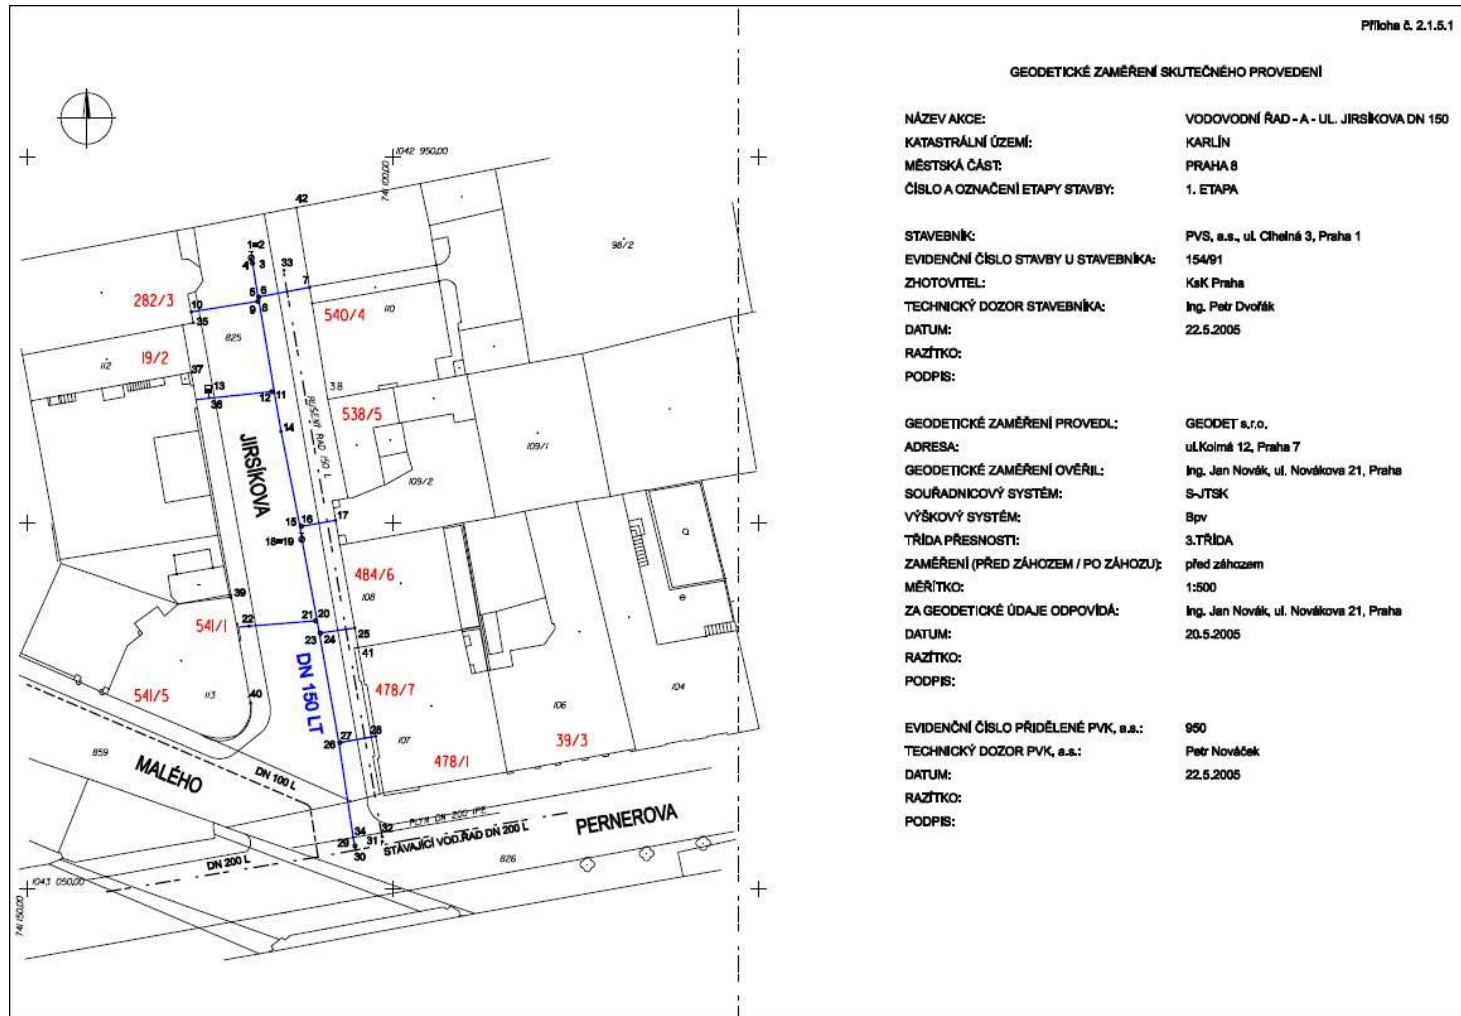 Příloha č. 2.1.5.1
GEODETICKÉ ZAMĚŘENÍ SKUTEČNÉHO PROVEDENÍ
NÁZEV AKCE: VODOVODNÍ ŘAD - A - UL. JIRSÍKOVA DN 150
KATASTRÁLNÍ ÚZEMÍ: KARLÍN
MĚSTSKÁ ČÁST: PRAHA 8
ČÍSLO A OZNAČENÍ ETAPY STAVBY: 1. ETAPA
STAVEBNÍK: PVS, a.s., ul. Cihelná 3, Praha 1
EVIDENČNÍ ČÍSLO STAVBY U STAVEBNÍKA: 154/91
ZHOTOVITEL: KsK Praha
TECHNICKÝ DOZOR STAVEBNÍKA: Ing. Petr Dvořák
DATUM: 22.5.2005
RAZÍTKO:
PODPIS:
GEODETICKÉ ZAMĚŘENÍ PROVEDL: GEODET s.r.o.
ADRESA: ul.Kolmá 12, Praha 7
GEODETICKÉ ZAMĚŘENÍ OVĚŘIL: Ing. Jan Novák, ul. Novákova 21, Praha
SOUŘADNICOVÝ SYSTÉM: S-JTSK
VÝŠKOVÝ SYSTÉM: Bpv
TŘÍDA PŘESNOSTI: 3.TŘÍDA
ZAMĚŘENÍ (PŘED ZÁHOZEM / PO ZÁHOZU): před záhozem
MĚŘÍTKO: 1:500
ZA GEODETICKÉ ÚDAJE ODPOVÍDÁ: Ing. Jan Novák, ul. Novákova 21, Praha
DATUM: 20.5.2005
RAZÍTKO:
PODPIS:
EVIDENČNÍ ČÍSLO PŘIDĚLENÉ PVK, a.s.: 950
TECHNICKÝ DOZOR PVK, a.s.: Petr Nováček
DATUM: 22.5.2005
RAZÍTKO:
PODPIS:
1042 950,00
741 100,00
42
1=2
4 3
33
98/2
282/3
5 6
7
9 8
10
35
540/4
110
825
19/2
112
37
13
36
12 11
38
538/5
RUŠENÝ ŘAD 150 L
14
JIRSÍKOVA
109/1
109/2
15 16
17
18=19
484/6
108
39
22
21 20
541/1
23 24
25
41
DN 150 LT
478/7
541/5
113
40
106
104
26 27
28
107
39/3
478/1
859
MALÉHO
DN 100 L
PLYN DN 200 IPE
PERNEROVA
34
32
29
31
30
STÁVAJÍCÍ VOD.ŘAD DN 200 L
DN 200 L
826
1043 050,00
741 150,00